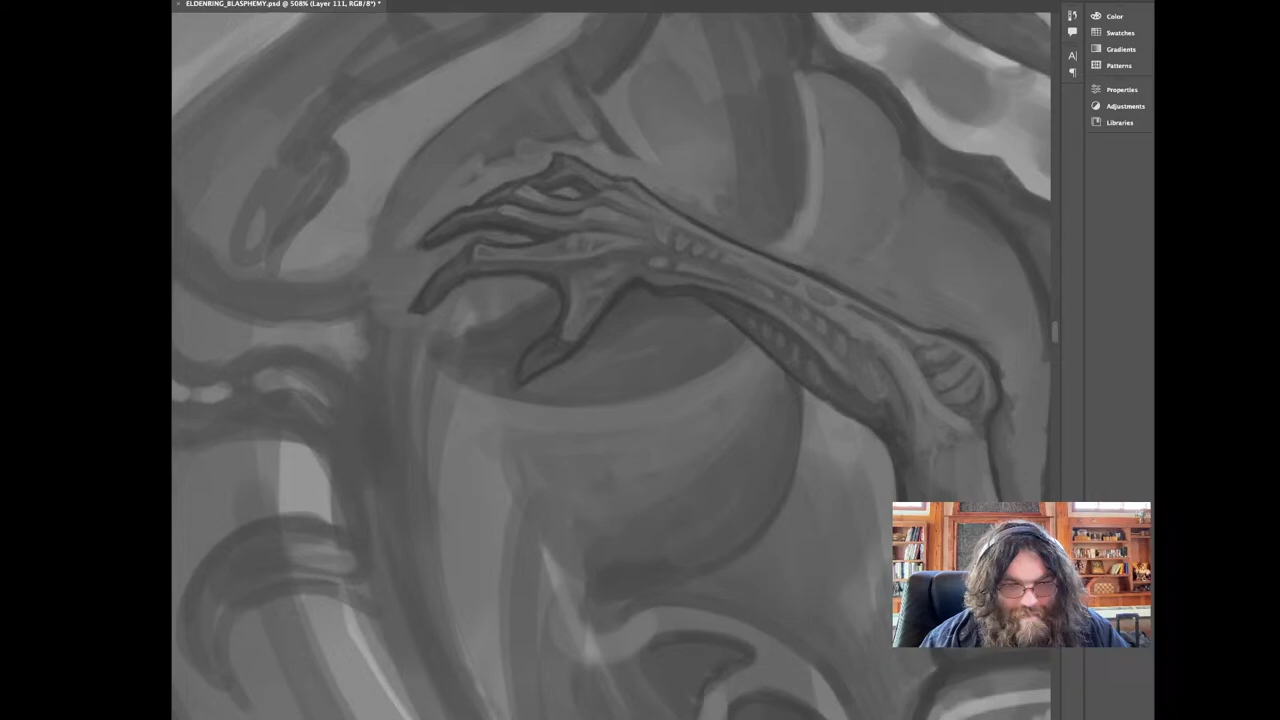 ELDENRING_BLASPHEMY.psd @ 508% (Layer 111, RGB/8*) *
Color
Swatches
Gradients
Patterns
Properties
Adjustments
Libraries